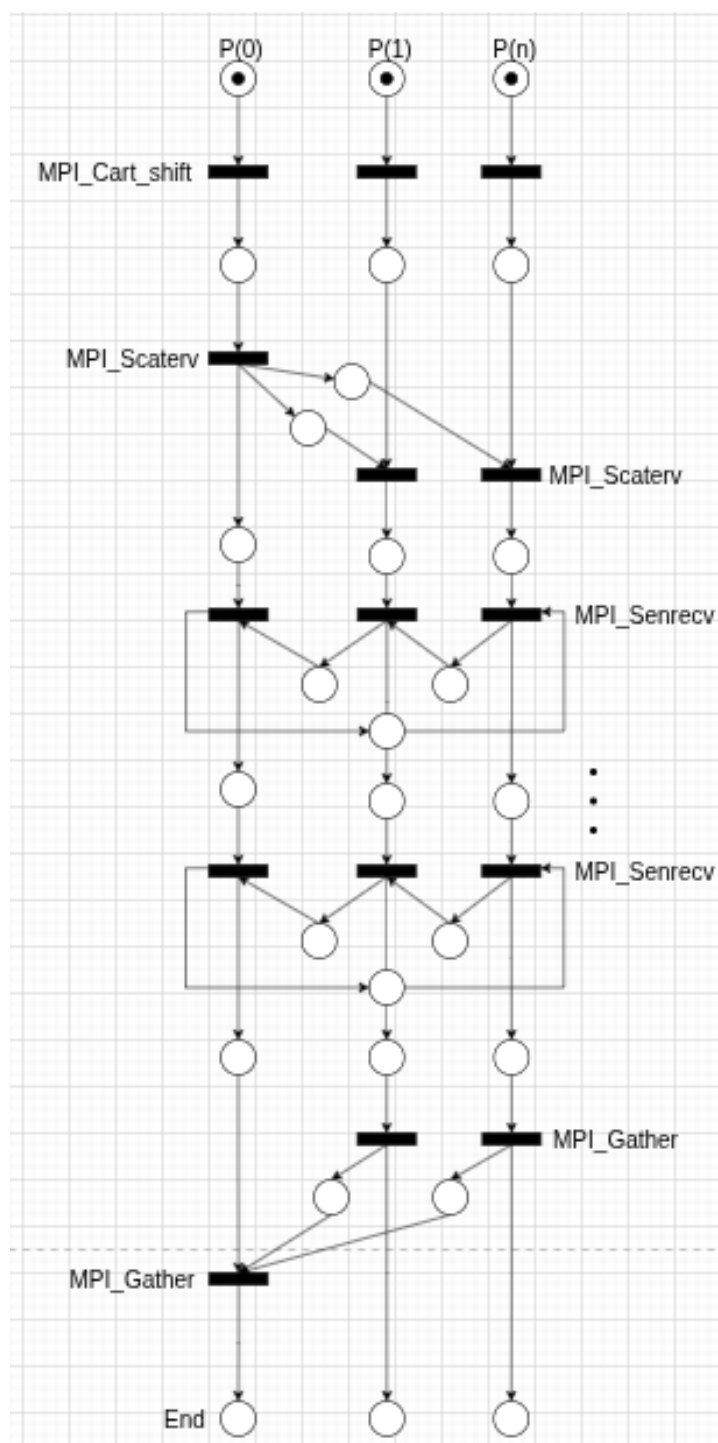 P(0) P(1) P(n)
MPI_Cart_shift
MPI_Scaterv
MPI_Scaterv
MPI_Senrecv
MPI_Senrecv
MPI_Gather
MPI_Gather
End